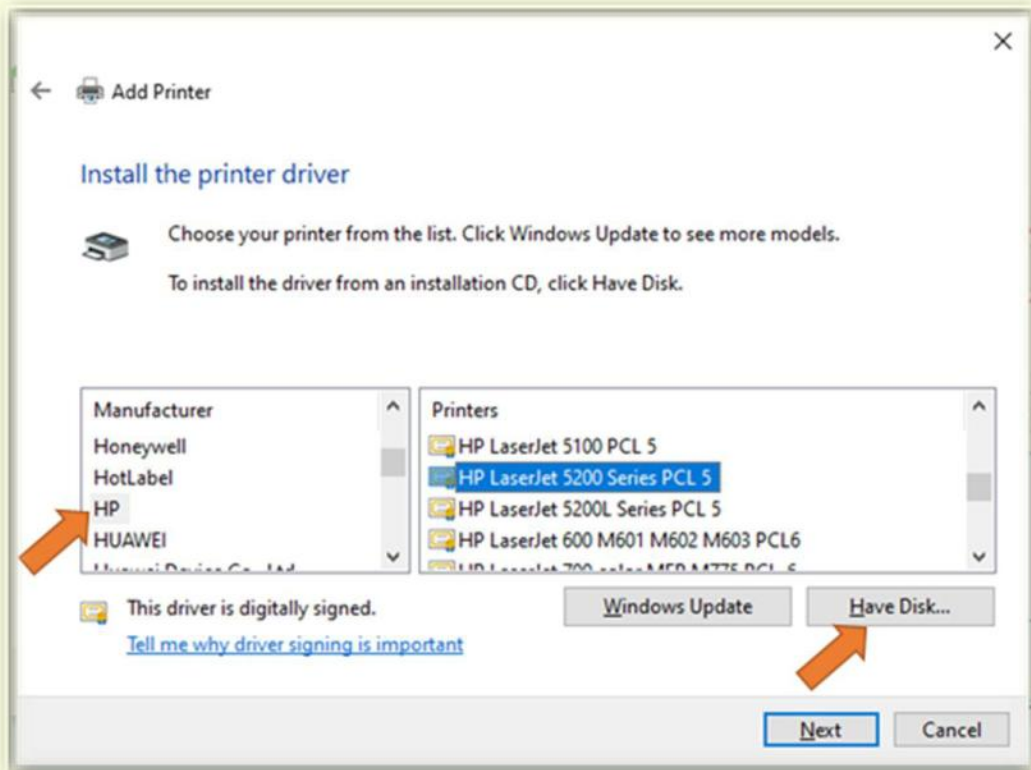 Add Printer
Install the printer driver
Choose your printer from the list. Click Windows Update to see more models.
To install the driver from an installation CD, click Have Disk.
Manufacturer
Honeywell
HotLabel
HP
HUAWEI
Printers
HP LaserJet 5100 PCL 5
HP LaserJet 5200 Series PCL 5
HP LaserJet 5200L Series PCL 5
HP LaserJet 600 M601 M602 M603 PCL6
This driver is digitally signed.
Tell me why driver signing is important
Windows Update
Have Disk...
Next
Cancel